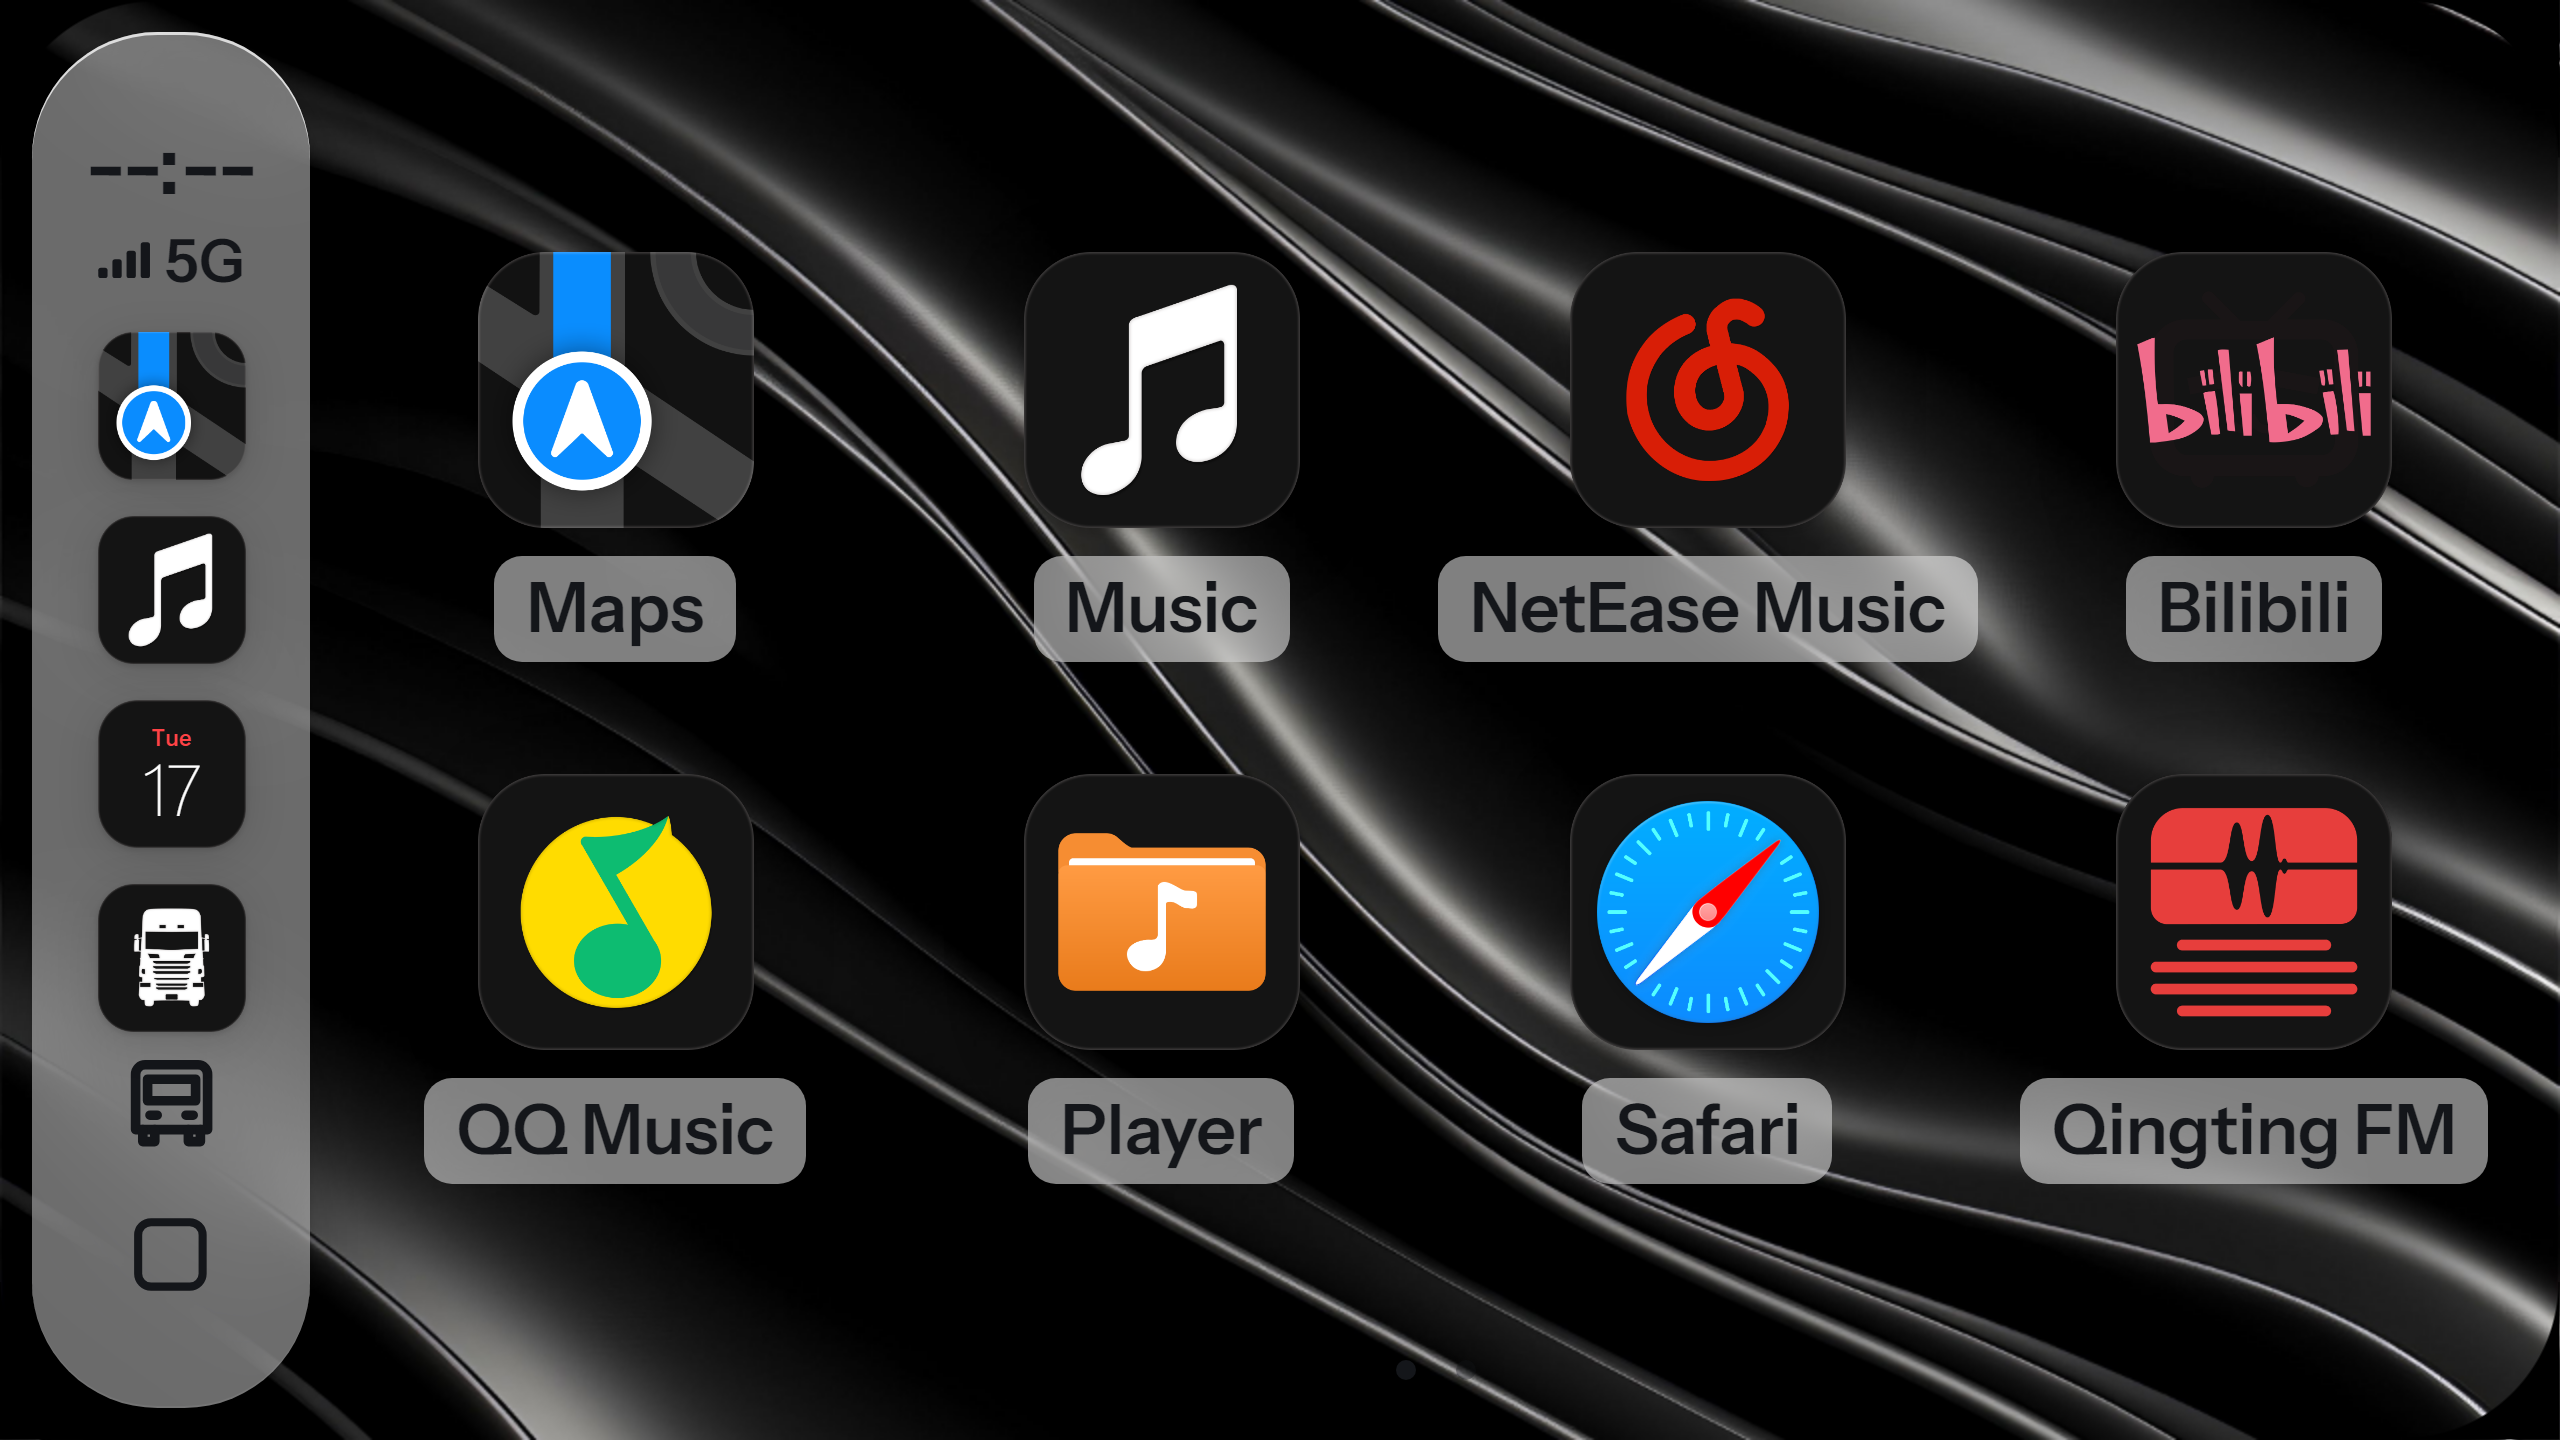 --:--
5G
Tue
17
Maps
Music
NetEase Music
bilibili
Bilibili
QQ Music
Player
Safari
Qingting FM